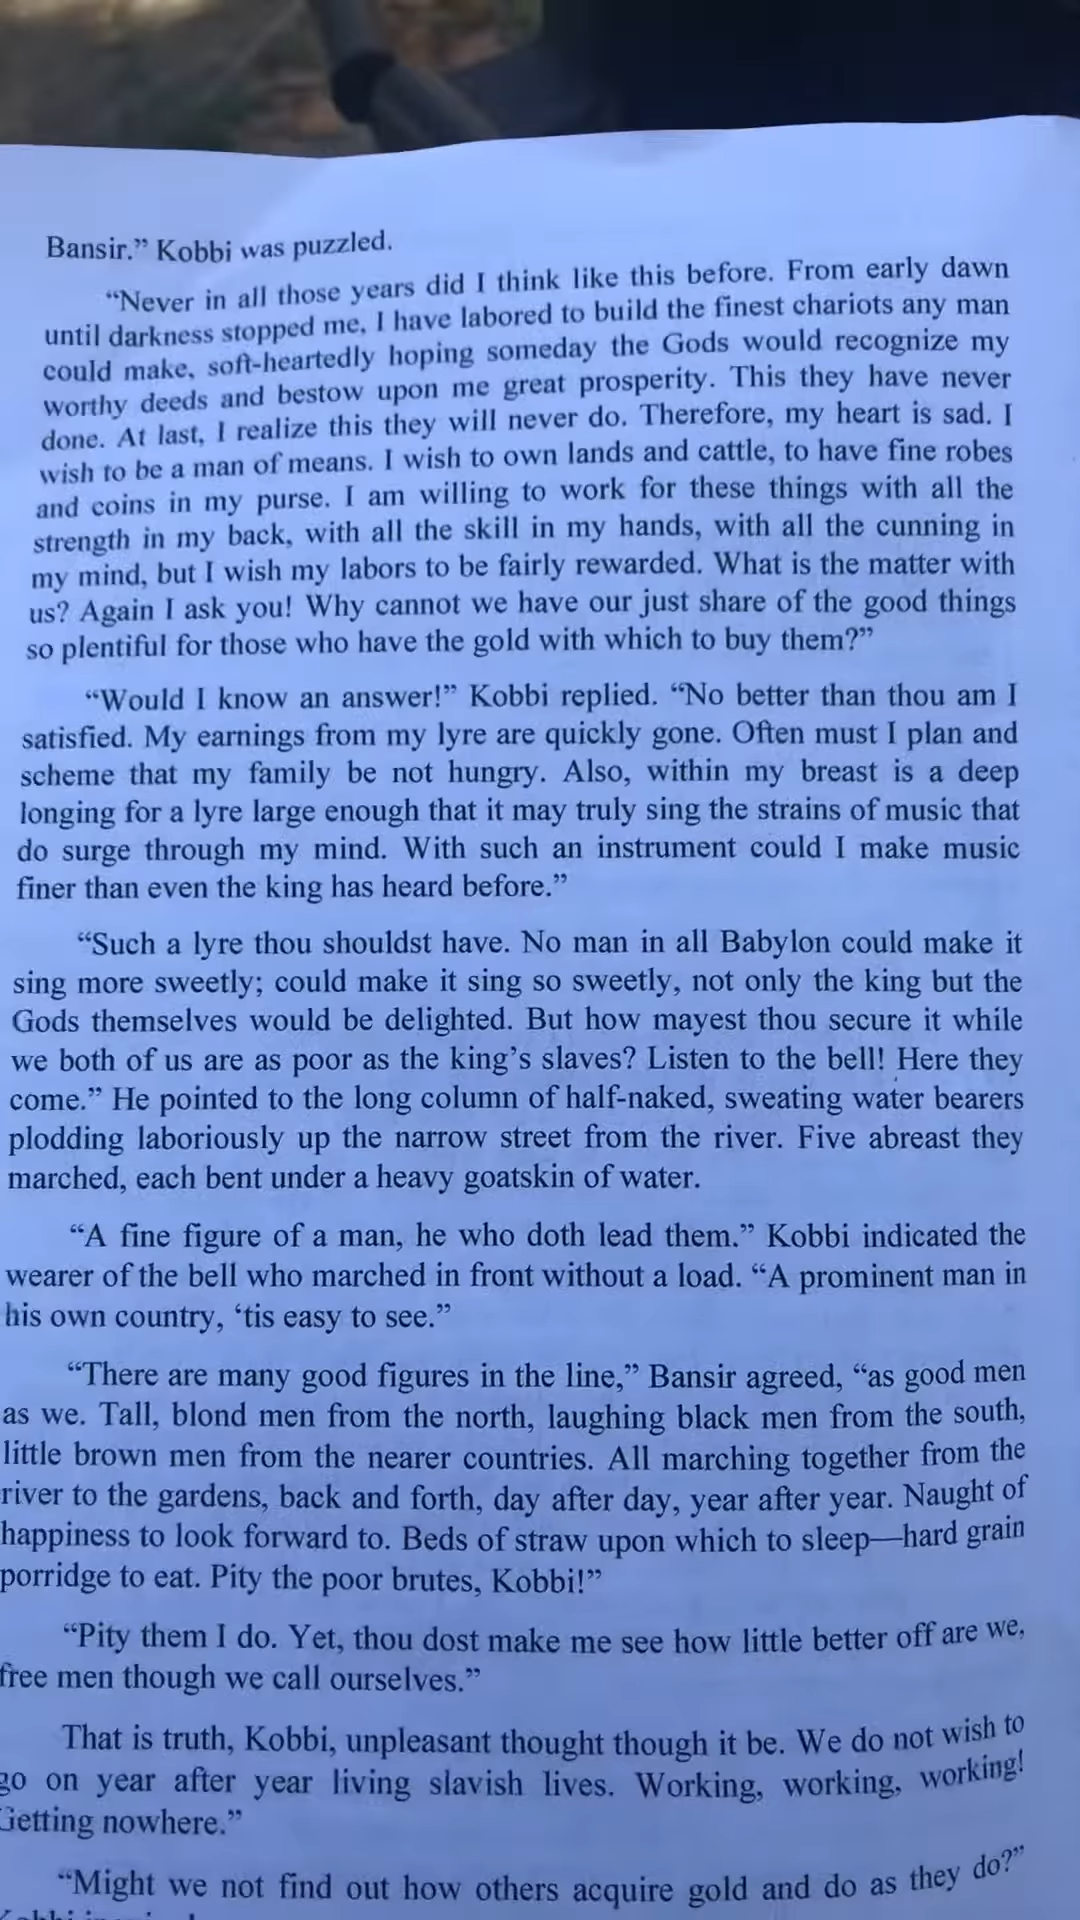 Bansir.” Kobbi was puzzled.
“Never in all those years did I think like this before. From early dawn
until darkness stopped me, I have labored to build the finest chariots any man
could make, soft-heartedly hoping someday the Gods would recognize my
worthy deeds and bestow upon me great prosperity. This they have never
done. At last, I realize this they will never do. Therefore, my heart is sad. I
wish to be a man of means. I wish to own lands and cattle, to have fine robes
and coins in my purse. I am willing to work for these things with all the
strength in my back, with all the skill in my hands, with all the cunning in
my mind, but I wish my labors to be fairly rewarded. What is the matter with
us? Again I ask you! Why cannot we have our just share of the good things
so plentiful for those who have the gold with which to buy them?”
“Would I know an answer!” Kobbi replied. “No better than thou am I
satisfied. My earnings from my lyre are quickly gone. Often must I plan and
scheme that my family be not hungry. Also, within my breast is a deep
longing for a lyre large enough that it may truly sing the strains of music that
do surge through my mind. With such an instrument could I make music
finer than even the king has heard before.”
“Such a lyre thou shouldst have. No man in all Babylon could make it
sing more sweetly; could make it sing so sweetly, not only the king but the
Gods themselves would be delighted. But how mayest thou secure it while
we both of us are as poor as the king’s slaves? Listen to the bell! Here they
come.” He pointed to the long column of half-naked, sweating water bearers
plodding laboriously up the narrow street from the river. Five abreast they
marched, each bent under a heavy goatskin of water.
“A fine figure of a man, he who doth lead them.” Kobbi indicated the
wearer of the bell who marched in front without a load. “A prominent man in
his own country, ‘tis easy to see.”
“There are many good figures in the line,” Bansir agreed, “as good men
as we. Tall, blond men from the north, laughing black men from the south,
little brown men from the nearer countries. All marching together from the
river to the gardens, back and forth, day after day, year after year. Naught of
happiness to look forward to. Beds of straw upon which to sleep—hard grain
porridge to eat. Pity the poor brutes, Kobbi!”
“Pity them I do. Yet, thou dost make me see how little better off are we,
free men though we call ourselves.”
That is truth, Kobbi, unpleasant thought though it be. We do not wish to
go on year after year living slavish lives. Working, working, working!
Getting nowhere.”
“Might we not find out how others acquire gold and do as they do?”